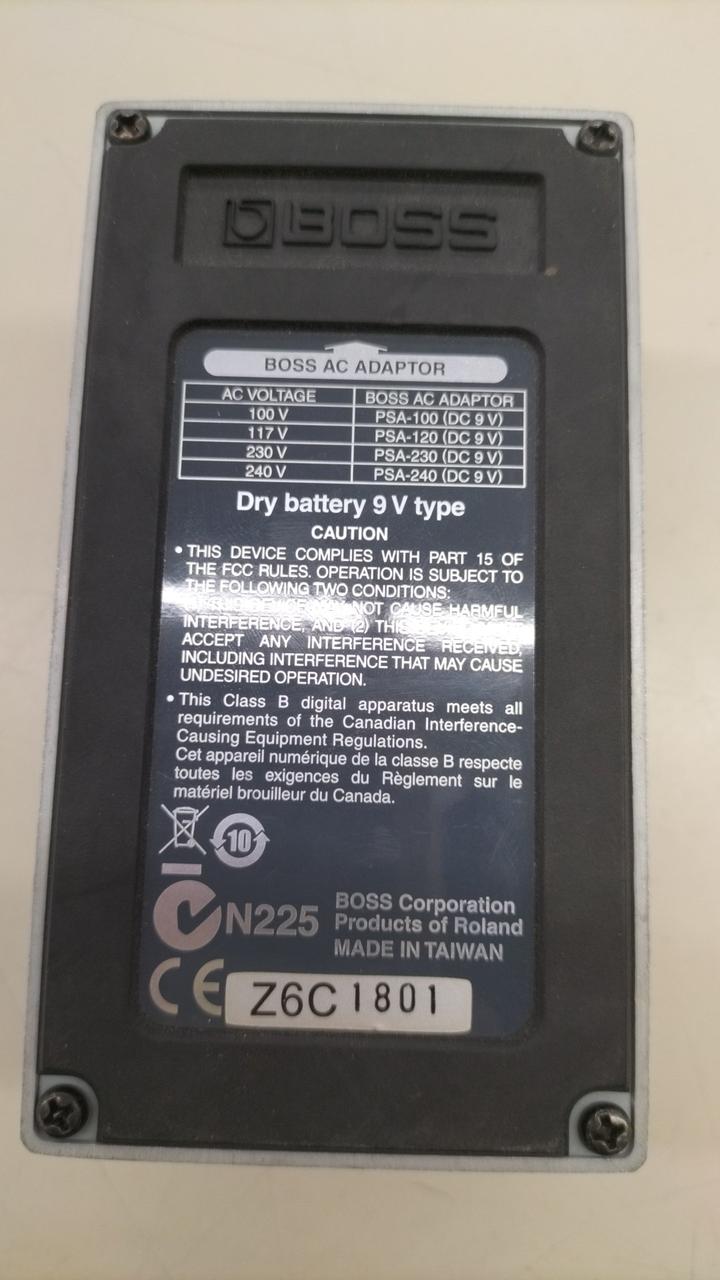 BOSS
BOSS AC ADAPTOR
AC VOLTAGE BOSS AC ADAPTOR
100 V PSA-100 (DC 9 V)
117 V PSA-120 (DC 9 V)
230 V PSA-230 (DC 9 V)
240 V PSA-240 (DC 9 V)
Dry battery 9 V type
CAUTION
• THIS DEVICE COMPLIES WITH PART 15 OF
THE FCC RULES. OPERATION IS SUBJECT TO
THE FOLLOWING TWO CONDITIONS:
THIS DEVICE MAY NOT CAUSE HARMFUL
INTERFERENCE, AND (2) THIS
ACCEPT ANY INTERFERENCE RECEIVED,
INCLUDING INTERFERENCE THAT MAY CAUSE
UNDESIRED OPERATION.
• This Class B digital apparatus meets all
requirements of the Canadian Interference-
Causing Equipment Regulations.
Cet appareil numérique de la classe B respecte
toutes les exigences du Règlement sur le
matériel brouilleur du Canada.
10
N225
BOSS Corporation
Products of Roland
MADE IN TAIWAN
CE
Z6C1801